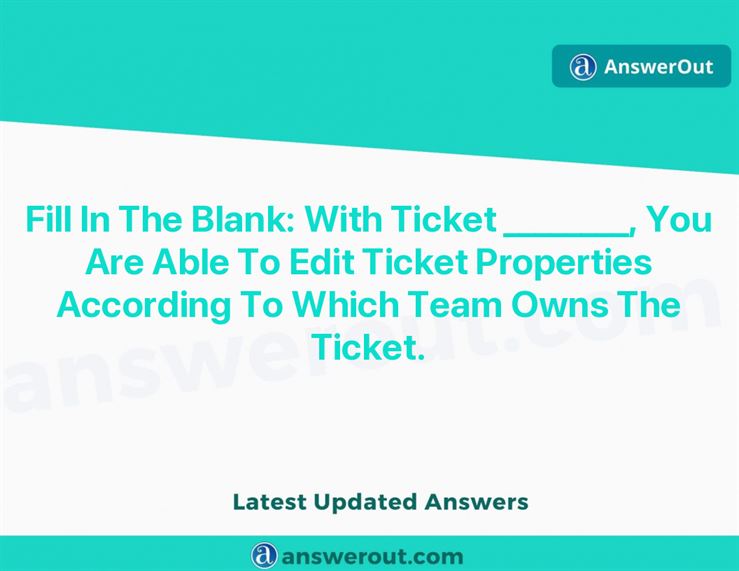 AnswerOut
Fill In The Blank: With Ticket ________, You
Are Able To Edit Ticket Properties
According To Which Team Owns The
Ticket.
answerout.com
Latest Updated Answers
answerout.com